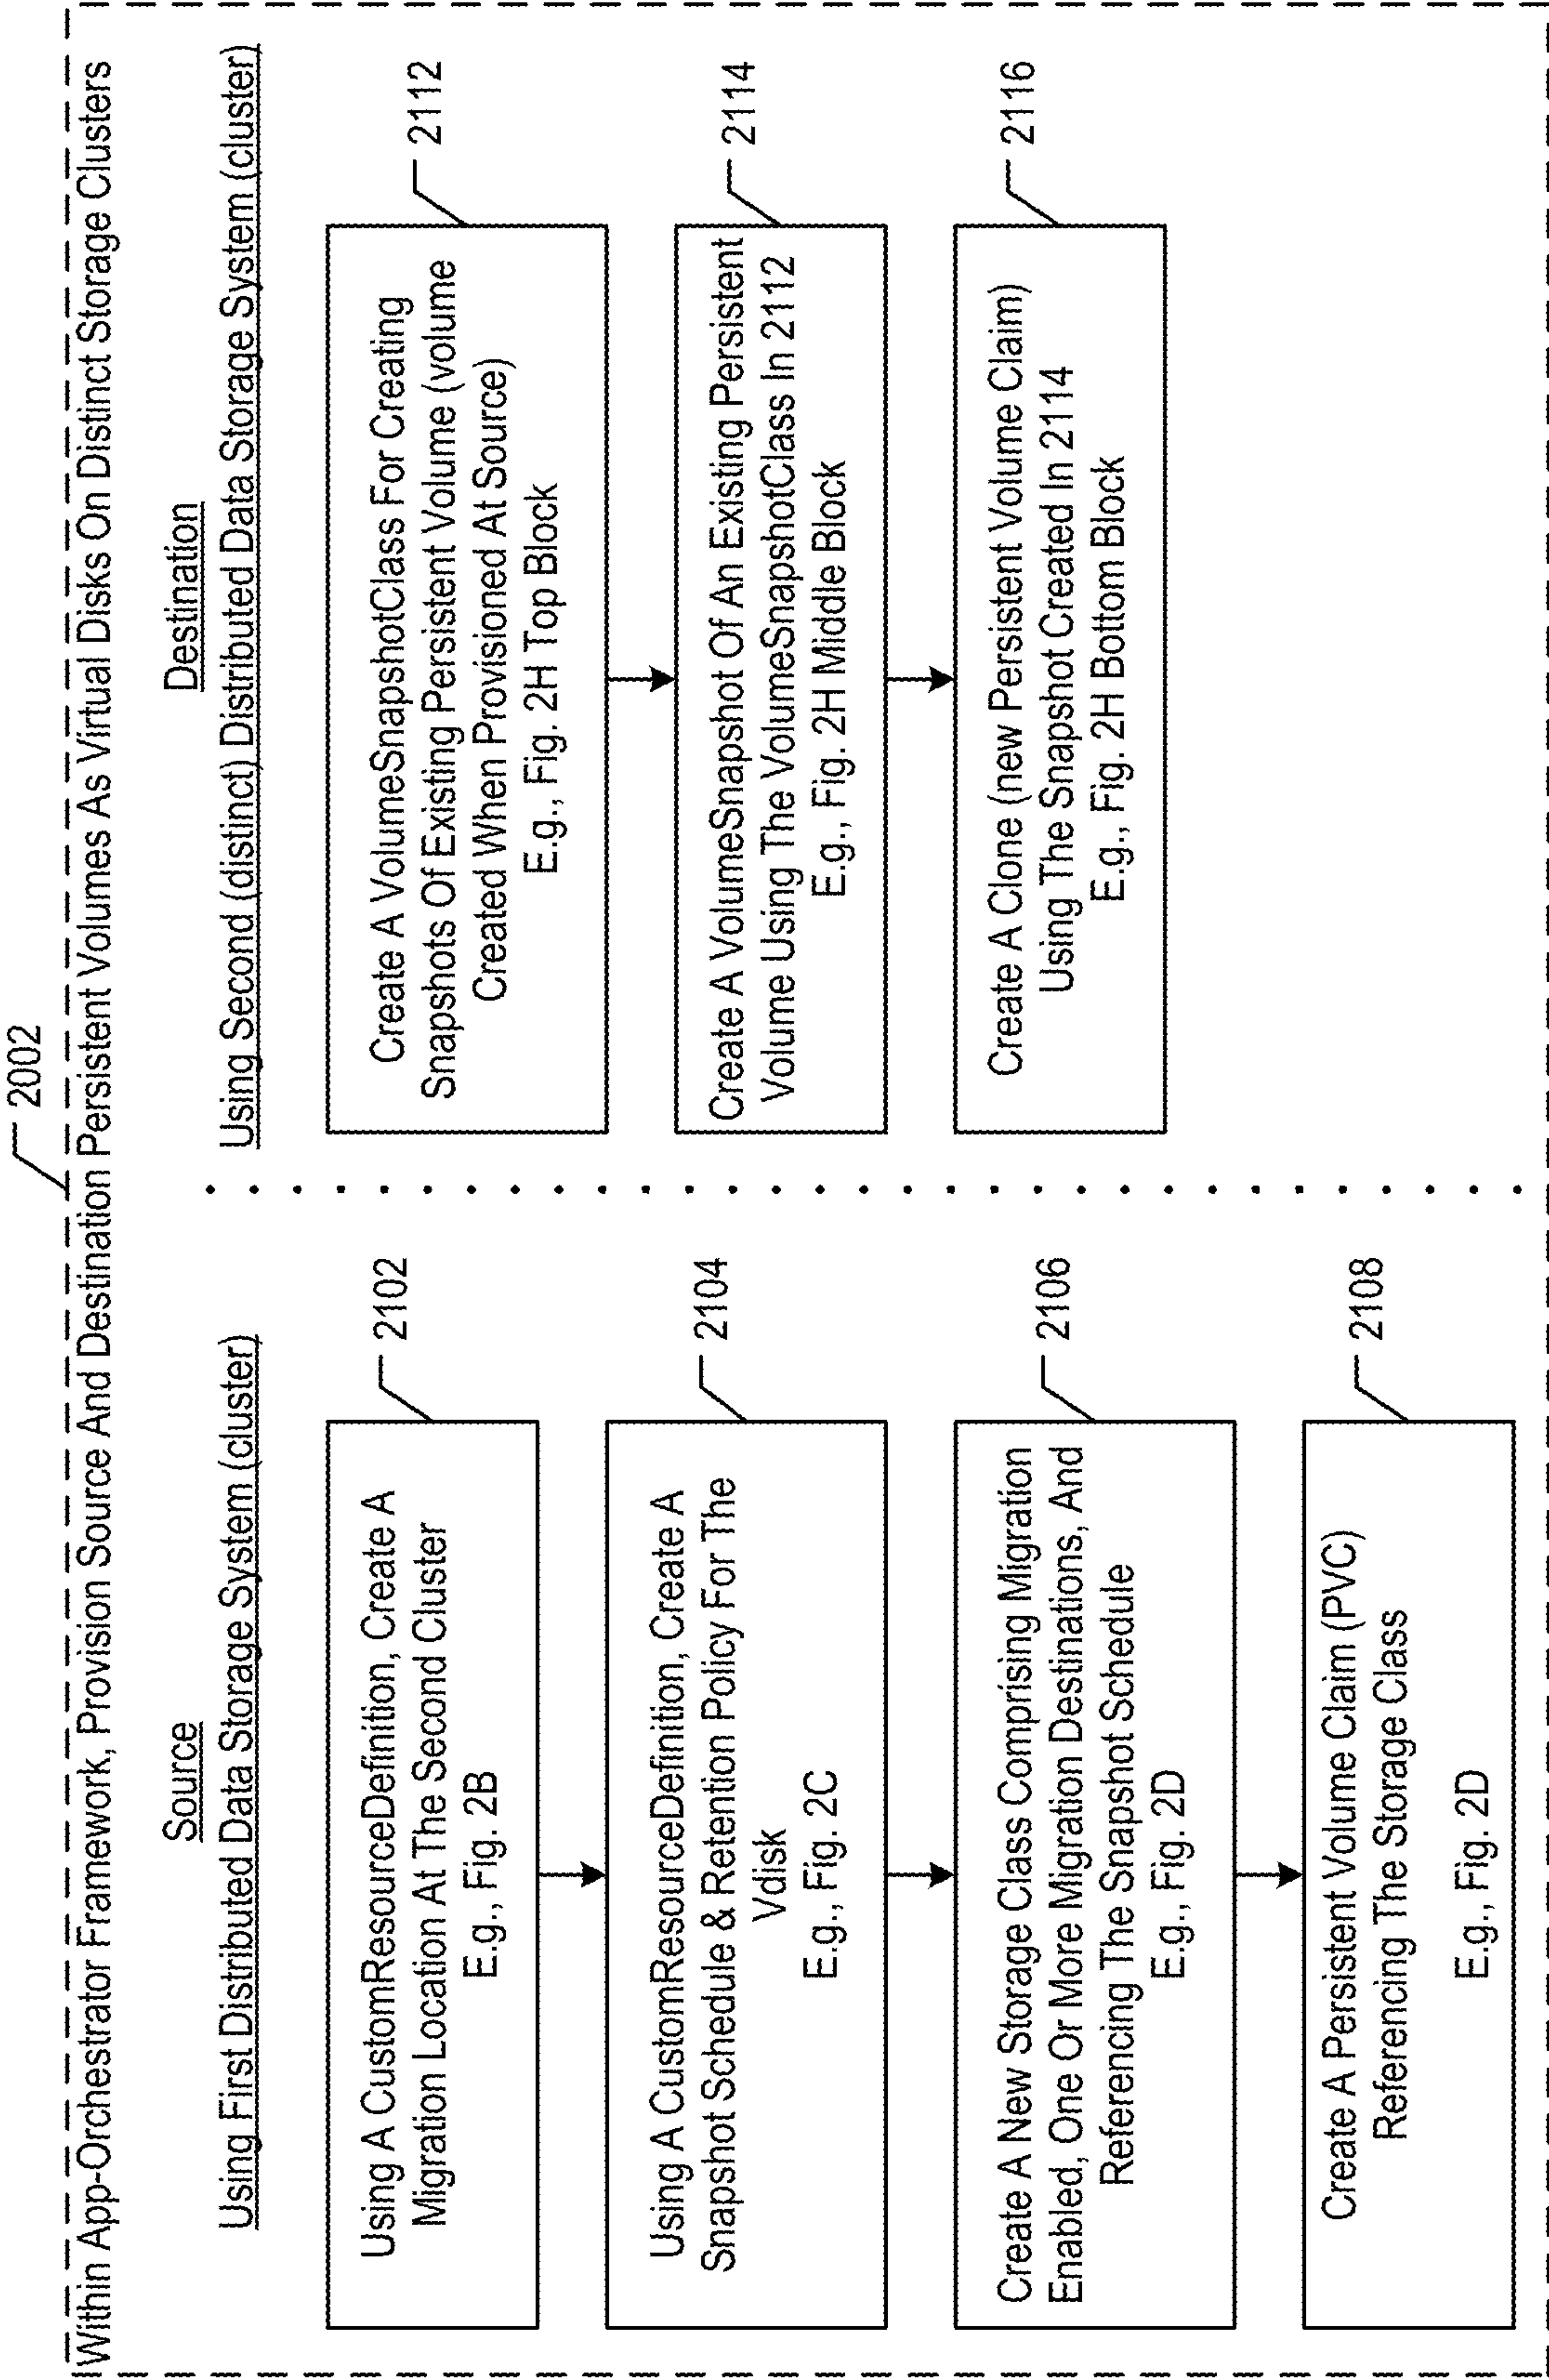 2002
Within App-Orchestrator Framework, Provision Source And Destination Persistent Volumes As Virtual Disks On Distinct Storage Clusters
Source
Using First Distributed Data Storage System (cluster)
Using A CustomResourceDefinition, Create A
Migration Location At The Second Cluster
E.g., Fig. 2B
2102
Using A CustomResourceDefinition, Create A
Snapshot Schedule & Retention Policy For The
Vdisk
E.g., Fig. 2C
2104
Create A New Storage Class Comprising Migration
Enabled, One Or More Migration Destinations, And
Referencing The Snapshot Schedule
E.g., Fig. 2D
2106
Create A Persistent Volume Claim (PVC)
Referencing The Storage Class
E.g., Fig. 2D
2108
Destination
Using Second (distinct) Distributed Data Storage System (cluster)
Create A VolumeSnapshotClass For Creating
Snapshots Of Existing Persistent Volume (volume
Created When Provisioned At Source)
E.g., Fig. 2H Top Block
2112
Create A VolumeSnapshot Of An Existing Persistent
Volume Using The VolumeSnapshotClass In 2112
E.g., Fig. 2H Middle Block
2114
Create A Clone (new Persistent Volume Claim)
Using The Snapshot Created In 2114
E.g., Fig. 2H Bottom Block
2116